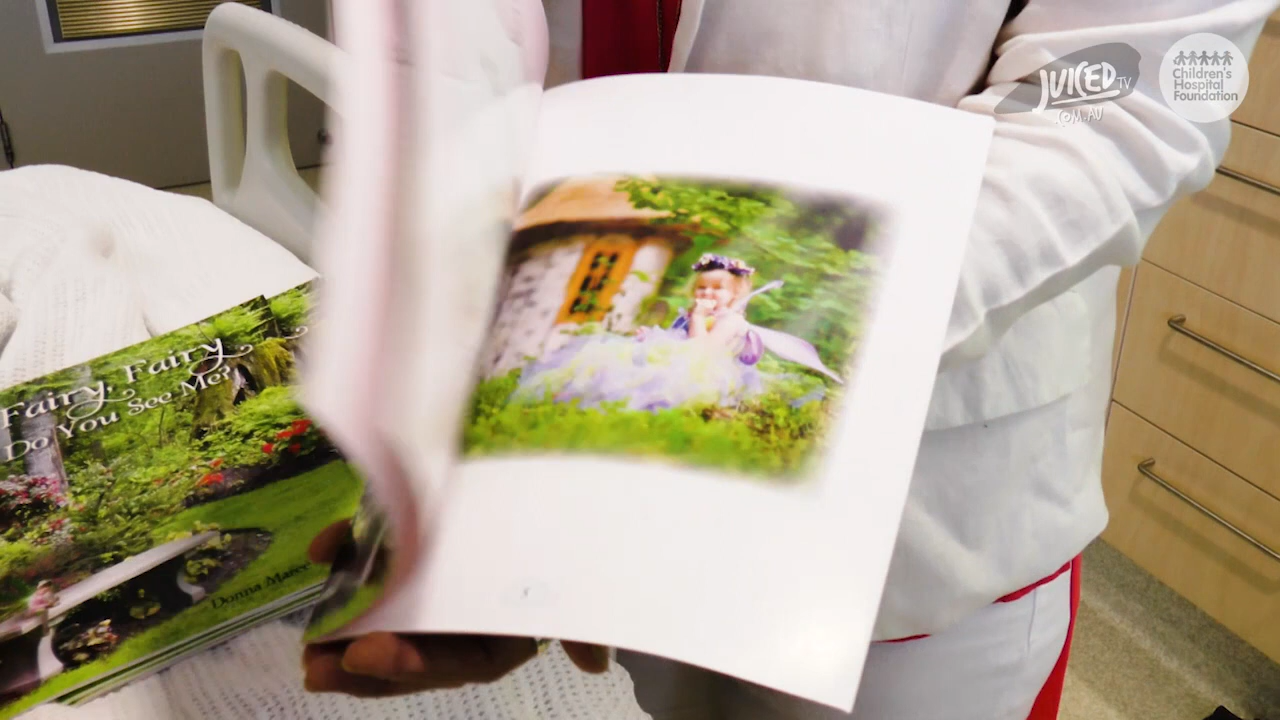 JUICED TV
.COM.AU
Children's
Hospital
Foundation
Fairy, Fairy
Do You See Me?
Donna Maree